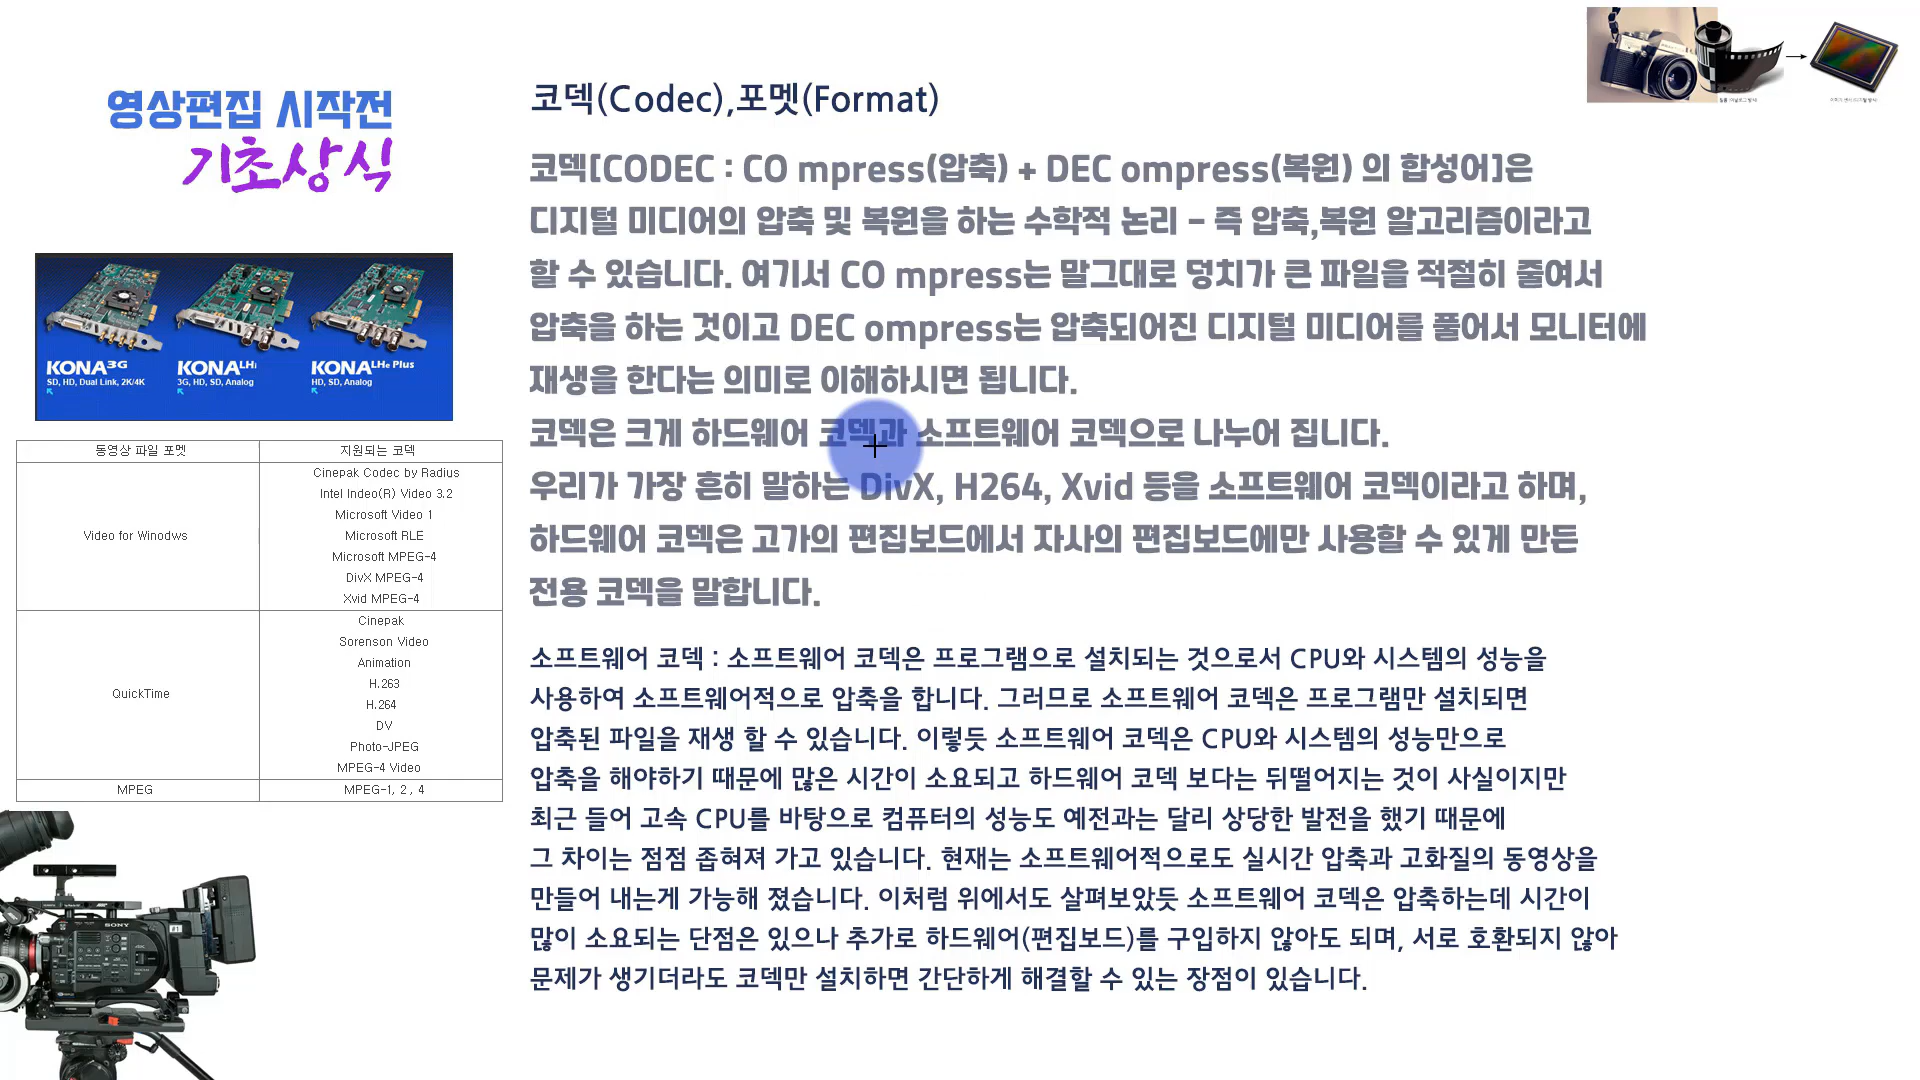 영상편집 시작전
기초상식
코덱(Codec),포멧(Format)
코덱[CODEC : CO mpress(압축) + DEC ompress(복원) 의 합성어]은
디지털 미디어의 압축 및 복원을 하는 수학적 논리 - 즉 압축,복원 알고리즘이라고
할 수 있습니다. 여기서 CO mpress는 말그대로 덩치가 큰 파일을 적절히 줄여서
압축을 하는 것이고 DEC ompress는 압축되어진 디지털 미디어를 풀어서 모니터에
재생을 한다는 의미로 이해하시면 됩니다.
코덱은 크게 하드웨어 코덱과 소프트웨어 코덱으로 나누어 집니다.
우리가 가장 흔히 말하는 DivX, H264, Xvid 등을 소프트웨어 코덱이라고 하며,
하드웨어 코덱은 고가의 편집보드에서 자사의 편집보드에만 사용할 수 있게 만든
전용 코덱을 말합니다.
소프트웨어 코덱 : 소프트웨어 코덱은 프로그램으로 설치되는 것으로서 CPU와 시스템의 성능을
사용하여 소프트웨어적으로 압축을 합니다. 그러므로 소프트웨어 코덱은 프로그램만 설치되면
압축된 파일을 재생 할 수 있습니다. 이렇듯 소프트웨어 코덱은 CPU와 시스템의 성능만으로
압축을 해야하기 때문에 많은 시간이 소요되고 하드웨어 코덱 보다는 뒤떨어지는 것이 사실이지만
최근 들어 고속 CPU를 바탕으로 컴퓨터의 성능도 예전과는 달리 상당한 발전을 했기 때문에
그 차이는 점점 좁혀져 가고 있습니다. 현재는 소프트웨어적으로도 실시간 압축과 고화질의 동영상을
만들어 내는게 가능해 졌습니다. 이처럼 위에서도 살펴보았듯 소프트웨어 코덱은 압축하는데 시간이
많이 소요되는 단점은 있으나 추가로 하드웨어(편집보드)를 구입하지 않아도 되며, 서로 호환되지 않아
문제가 생기더라도 코덱만 설치하면 간단하게 해결할 수 있는 장점이 있습니다.
KONA3G
SD, HD, Dual Link, 2K/4K
KONALHi
3G, HD, SD, Analog
KONALHe Plus
HD, SD, Analog
동영상 파일 포멧 지원되는 코덱
Video for Winodws
Cinepak Codec by Radius
Intel Indeo(R) Video 3.2
Microsoft Video 1
Microsoft RLE
Microsoft MPEG-4
DivX MPEG-4
Xvid MPEG-4
QuickTime
Cinepak
Sorenson Video
Animation
H.263
H.264
DV
Photo-JPEG
MPEG-4 Video
MPEG MPEG-1, 2 , 4
SONY
#1